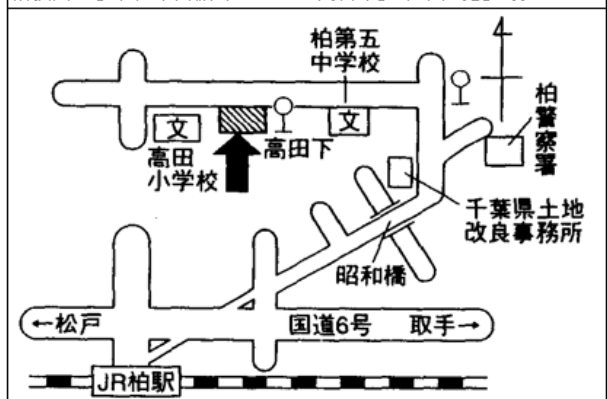 柏第五
中学校
文
文
高田
小学校
高田下
柏警察署
千葉県土地
改良事務所
昭和橋
←松戸
国道6号
取手→
JR柏駅